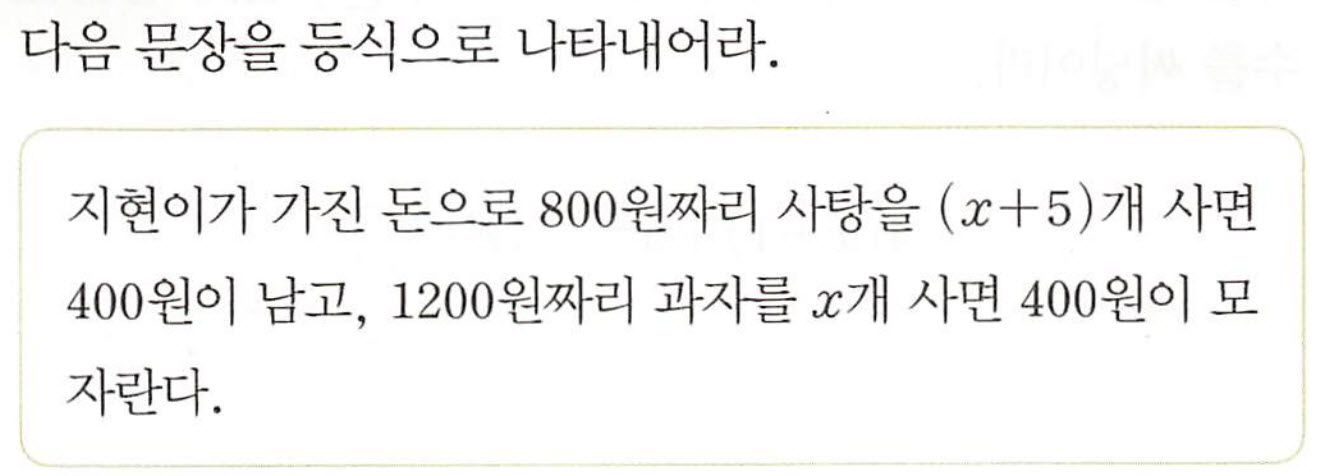 다음 문장을 등식으로 나타내어라.
지현이가 가진 돈으로 800원짜리 사탕을 (x+5)개 사면
400원이 남고, 1200원짜리 과자를 x개 사면 400원이 모
자란다.